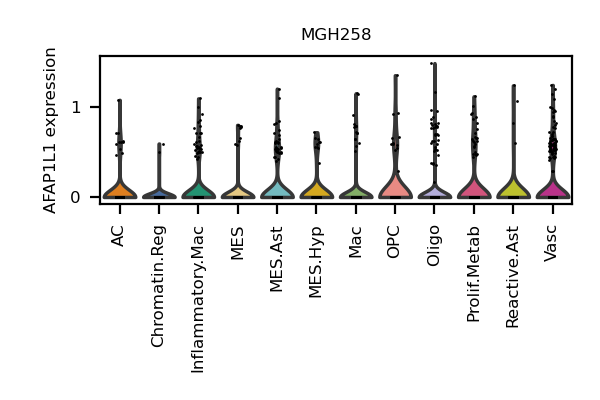 MGH258
AFAP1L1 expression
1
0
AC
Chromatin.Reg
Inflammatory.Mac
MES
MES.Ast
MES.Hyp
Mac
OPC
Oligo
Prolif.Metab
Reactive.Ast
Vasc